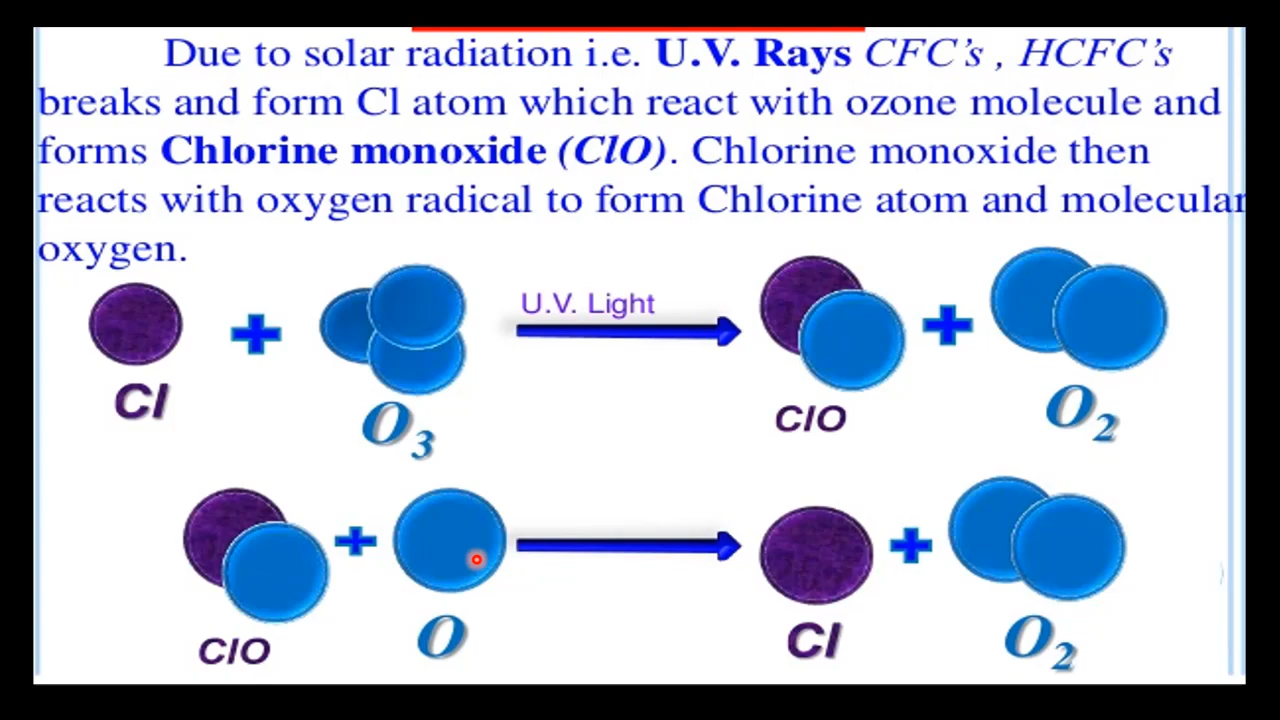 Due to solar radiation i.e. U.V. Rays CFC's , HCFC's
breaks and form Cl atom which react with ozone molecule and
forms Chlorine monoxide (ClO). Chlorine monoxide then
reacts with oxygen radical to form Chlorine atom and molecular
oxygen.
U.V. Light
Cl + O3 ClO + O2
ClO + O Cl + O2